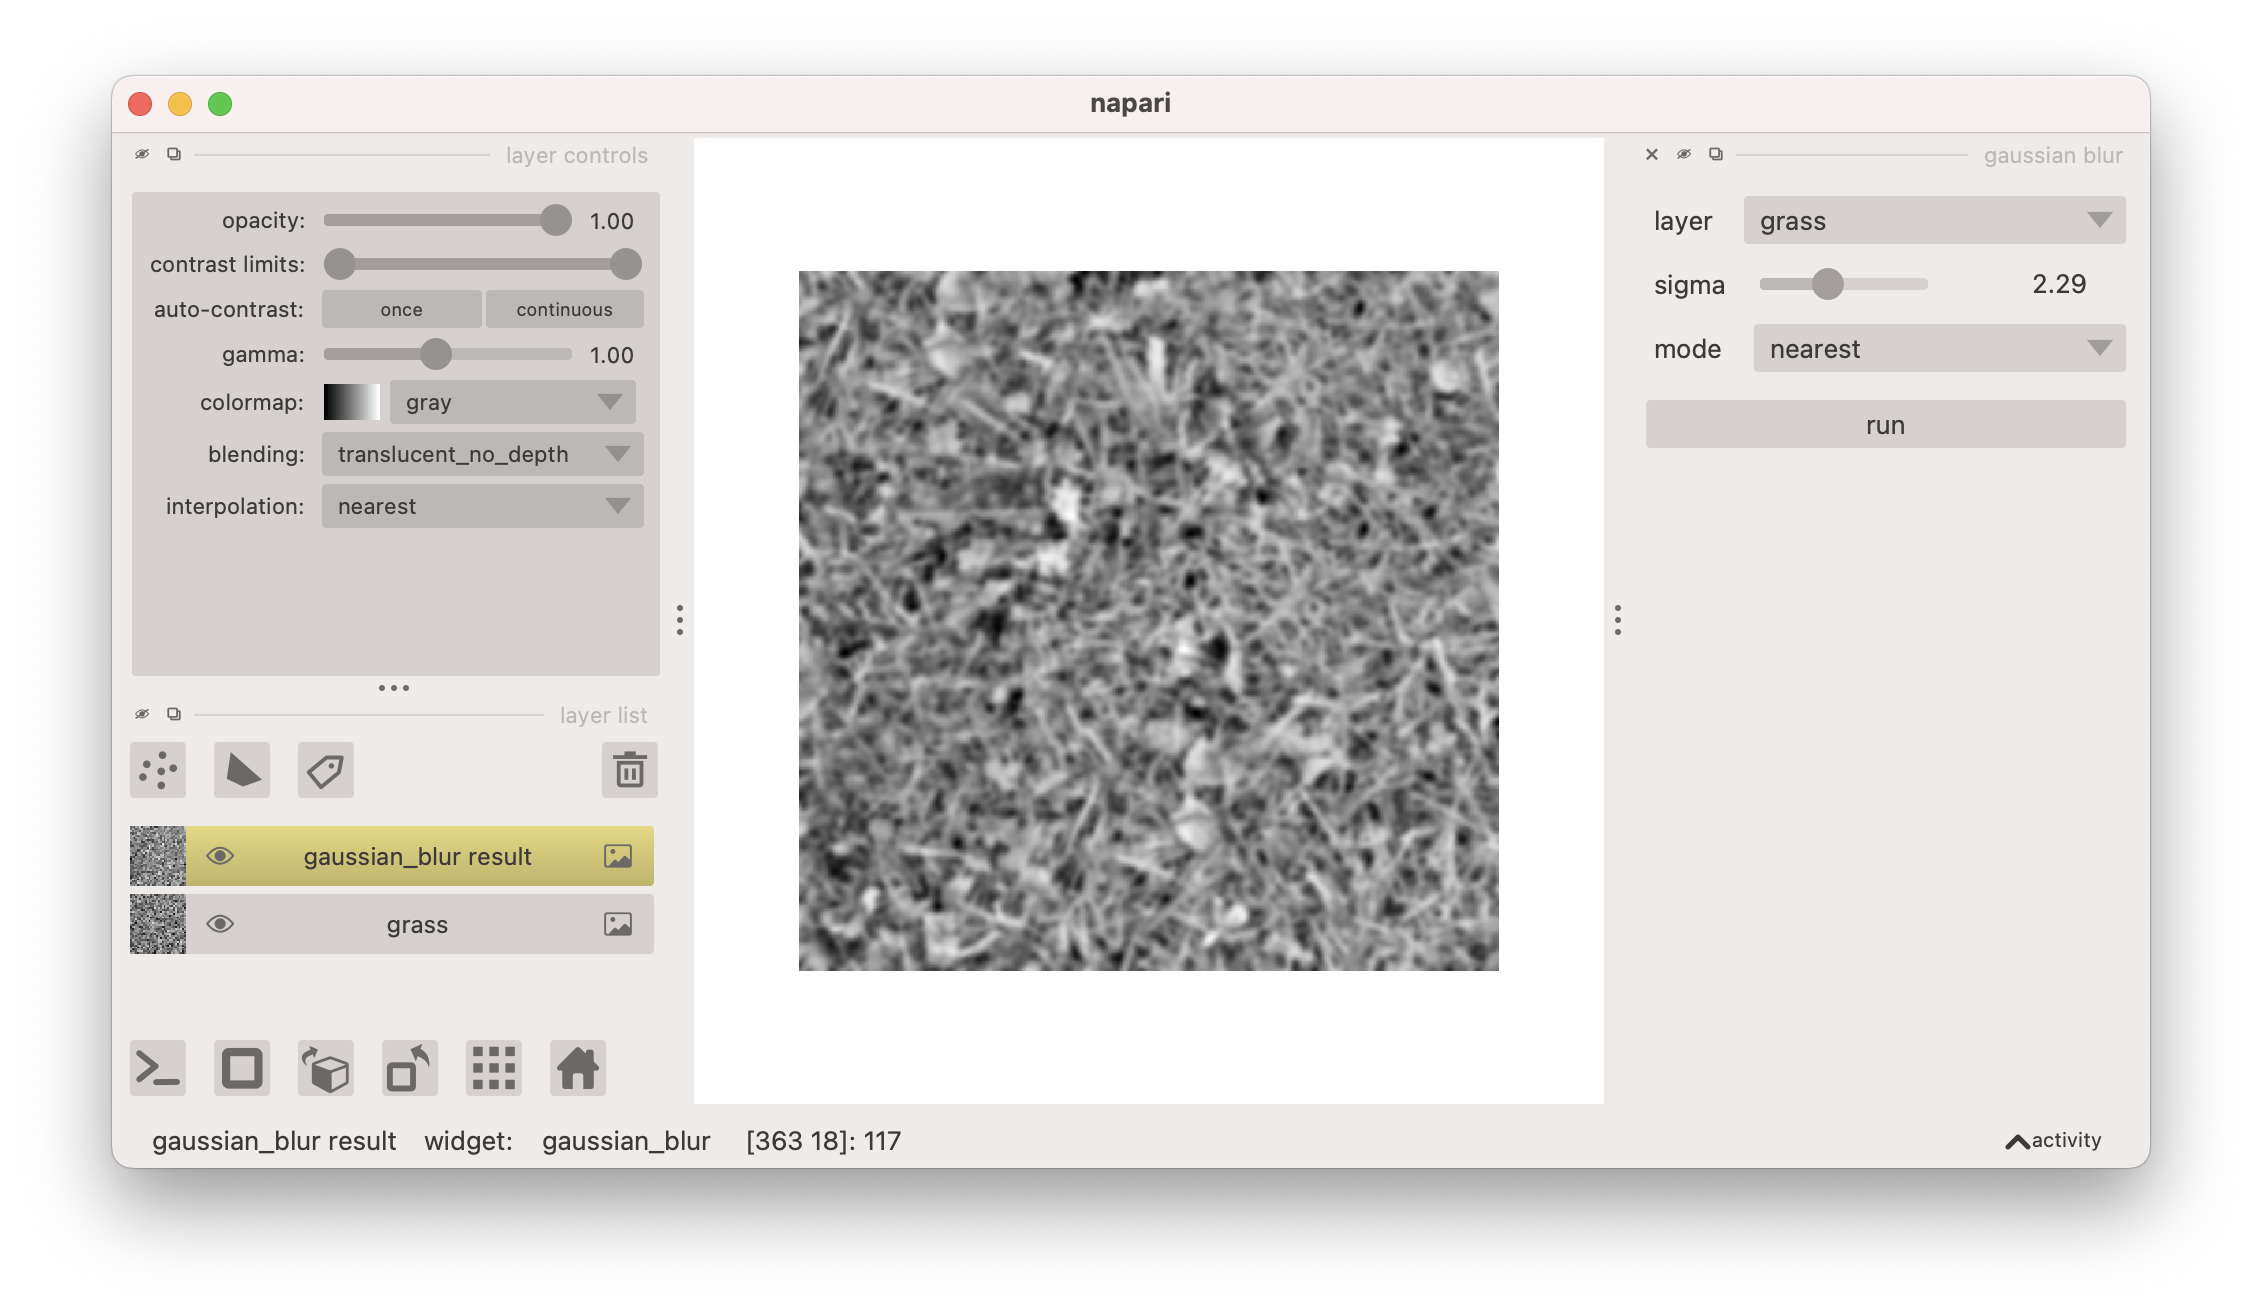 napari
layer controls
opacity: 1.00
contrast limits:
auto-contrast: once continuous
gamma: 1.00
colormap: gray
blending: translucent_no_depth
interpolation: nearest
layer list
gaussian_blur result
grass
gaussian blur
layer grass
sigma 2.29
mode nearest
run
gaussian_blur result widget: gaussian_blur [363 18]: 117
activity